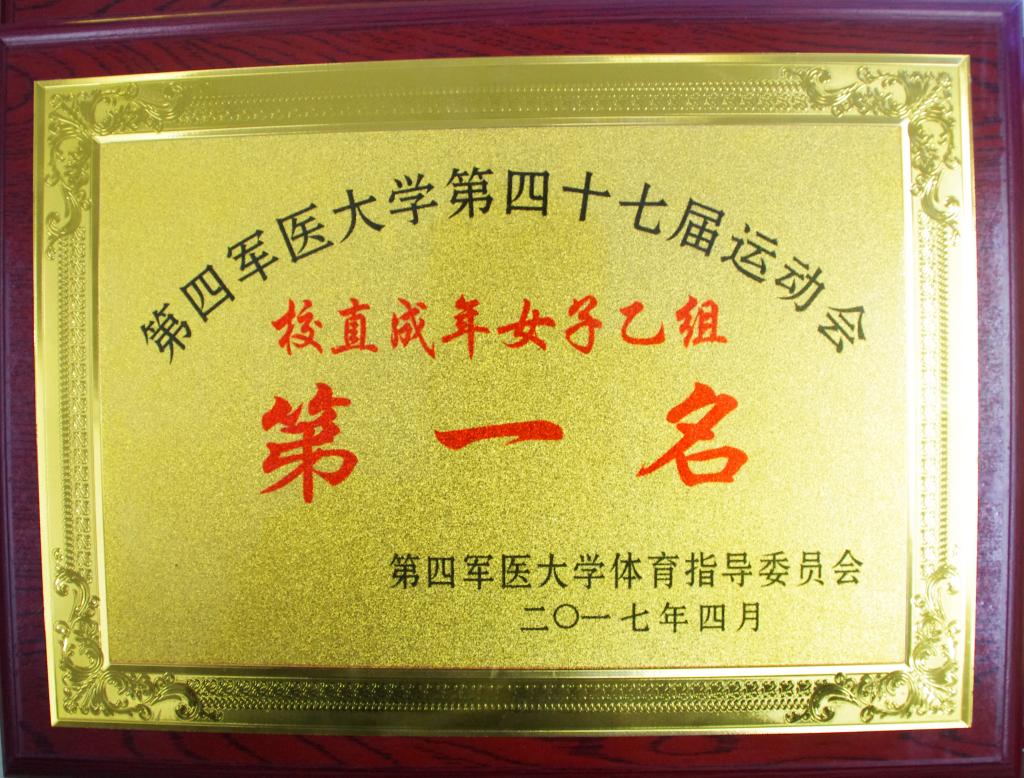 第四军医大学第四十七届运动会
校直成年女子乙组
第一名
第四军医大学体育指导委员会
二〇一七年四月